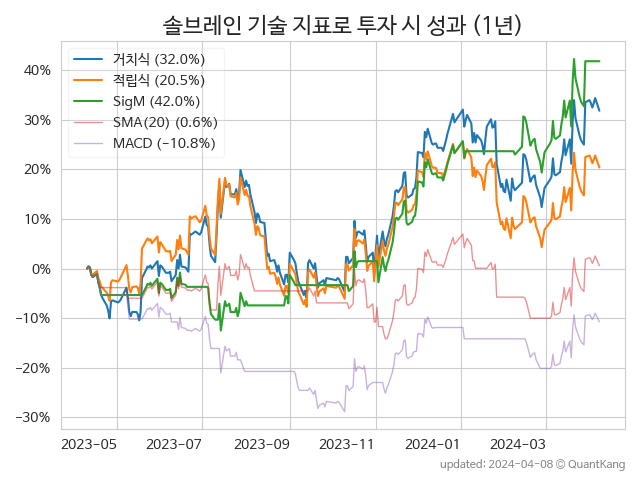 솔브레인 기술 지표로 투자 시 성과 (1년)
거치식 (32.0%)
적립식 (20.5%)
SigM (42.0%)
SMA(20) (0.6%)
MACD (−10.8%)
40%
30%
20%
10%
0%
−10%
−20%
−30%
2023-05 2023-07 2023-09 2023-11 2024-01 2024-03
updated: 2024-04-08 © QuantKang